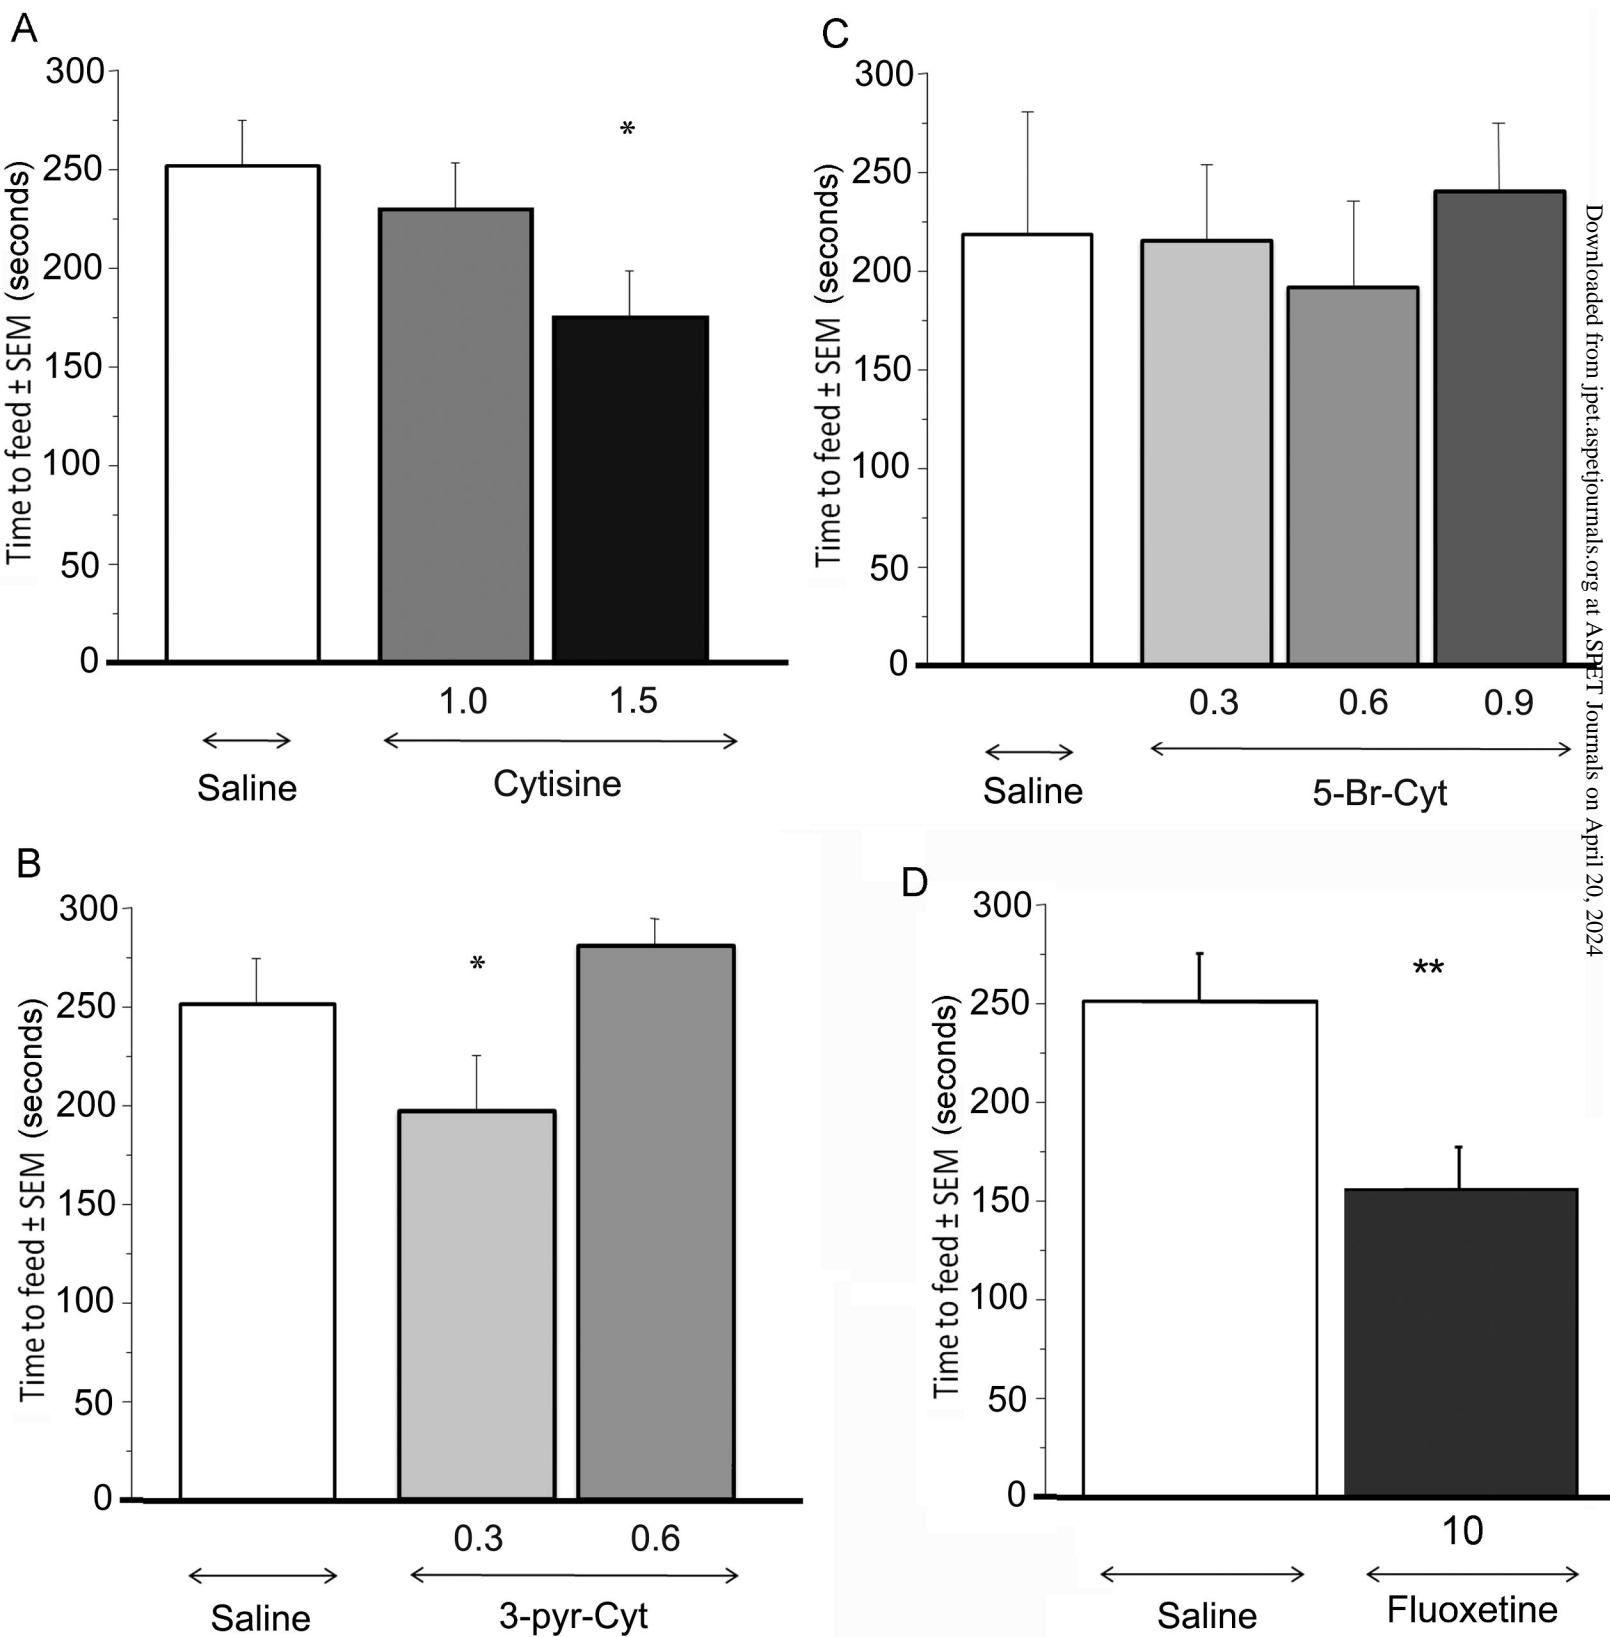 A
300
250
200
150
100
50
0
Time to feed ± SEM (seconds)
*
1.0 1.5
Saline Cytisine
C
300
250
200
150
100
50
0
Time to feed ± SEM (seconds)
0.3 0.6 0.9
Saline 5-Br-Cyt
B
300
250
200
150
100
50
0
Time to feed ± SEM (seconds)
*
0.3 0.6
Saline 3-pyr-Cyt
D
300
250
200
150
100
50
0
Time to feed ± SEM (seconds)
**
10
Saline Fluoxetine
Downloaded from jpet.aspetjournals.org at ASPET Journals on April 20, 2024